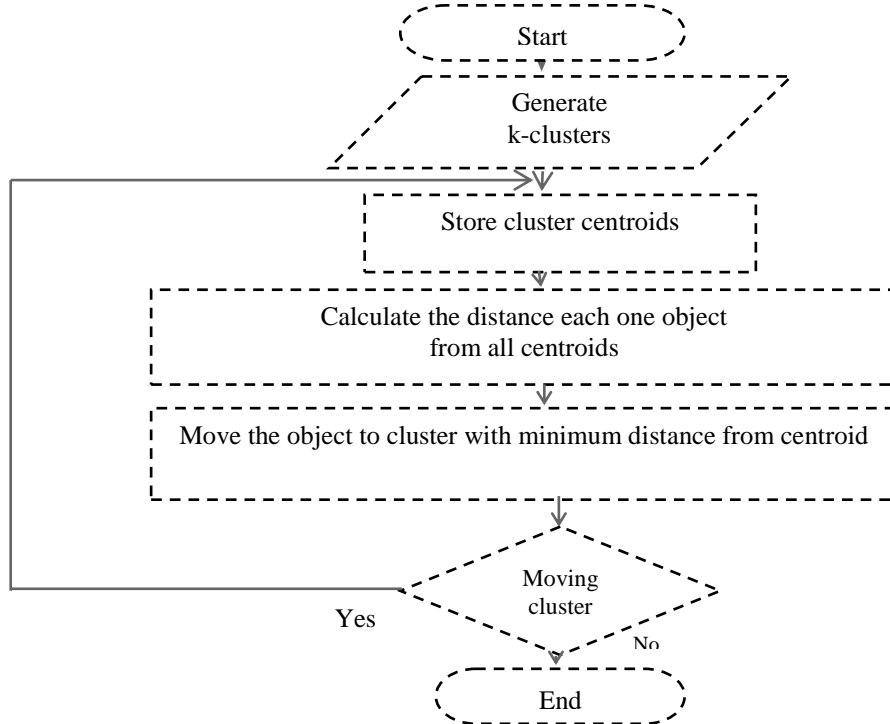 Start
Generate
k-clusters
Store cluster centroids
Calculate the distance each one object
from all centroids
Move the object to cluster with minimum distance from centroid
Moving
cluster
Yes
No
End